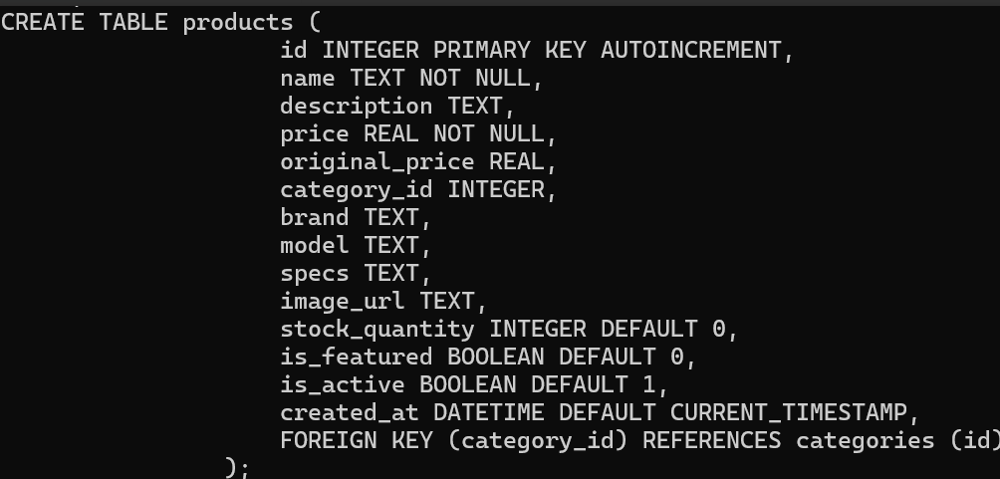 CREATE TABLE products (
id INTEGER PRIMARY KEY AUTOINCREMENT,
name TEXT NOT NULL,
description TEXT,
price REAL NOT NULL,
original_price REAL,
category_id INTEGER,
brand TEXT,
model TEXT,
specs TEXT,
image_url TEXT,
stock_quantity INTEGER DEFAULT 0,
is_featured BOOLEAN DEFAULT 0,
is_active BOOLEAN DEFAULT 1,
created_at DATETIME DEFAULT CURRENT_TIMESTAMP,
FOREIGN KEY (category_id) REFERENCES categories (id)
);